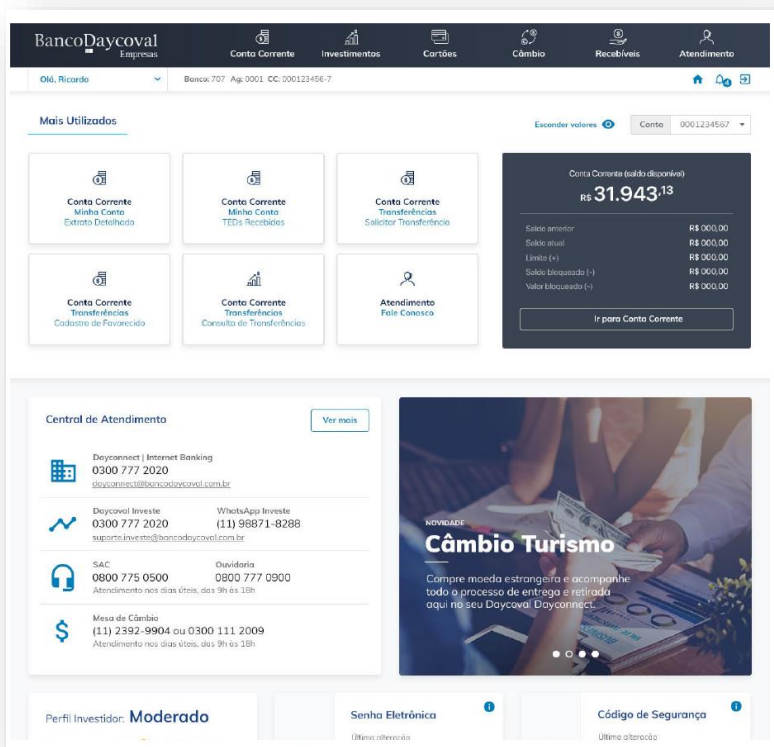 BancoDaycoval
Empresas
Conta Corrente
Investimentos
Cartões
Câmbio
Recebíveis
Atendimento
Olá, Ricardo
Banco: 707 Ag: 0001 CC: 000123456-7
4
Mais Utilizados
Esconder valores
Conta
0001234567
Conta Corrente
Minha Conta
Extrato Detalhado
Conta Corrente
Minha Conta
TEDs Recebidas
Conta Corrente
Transferências
Solicitar Transferência
Conta Corrente
Transferências
Cadastro de Favorecido
Conta Corrente
Transferências
Consulta de Transferências
Atendimento
Fale Conosco
Conta Corrente (saldo disponível)
R$ 31.943,13
Saldo anterior R$ 000,00
Saldo atual R$ 000,00
Limite (+) R$ 000,00
Saldo bloqueado (-) R$ 000,00
Valor bloqueado (-) R$ 000,00
Ir para Conta Corrente
Central de Atendimento
Ver mais
Dayconnect | Internet Banking
0300 777 2020
dayconnect@bancodaycoval.com.br
Daycoval Investe WhatsApp Investe
0300 777 2020 (11) 98871-8288
suporte.investe@bancodaycoval.com.br
SAC Ouvidoria
0800 775 0500 0800 777 0900
Atendimento nos dias úteis, das 9h às 18h
Mesa de Câmbio
(11) 2392-9904 ou 0300 111 2009
Atendimento nos dias úteis, das 9h às 18h
NOVIDADE
Câmbio Turismo
Compre moeda estrangeira e acompanhe
todo o processo de entrega e retirada
aqui no seu Daycoval Dayconnect.
Perfil Investidor: Moderado
Senha Eletrônica
Última alteração
Código de Segurança
Última alteração